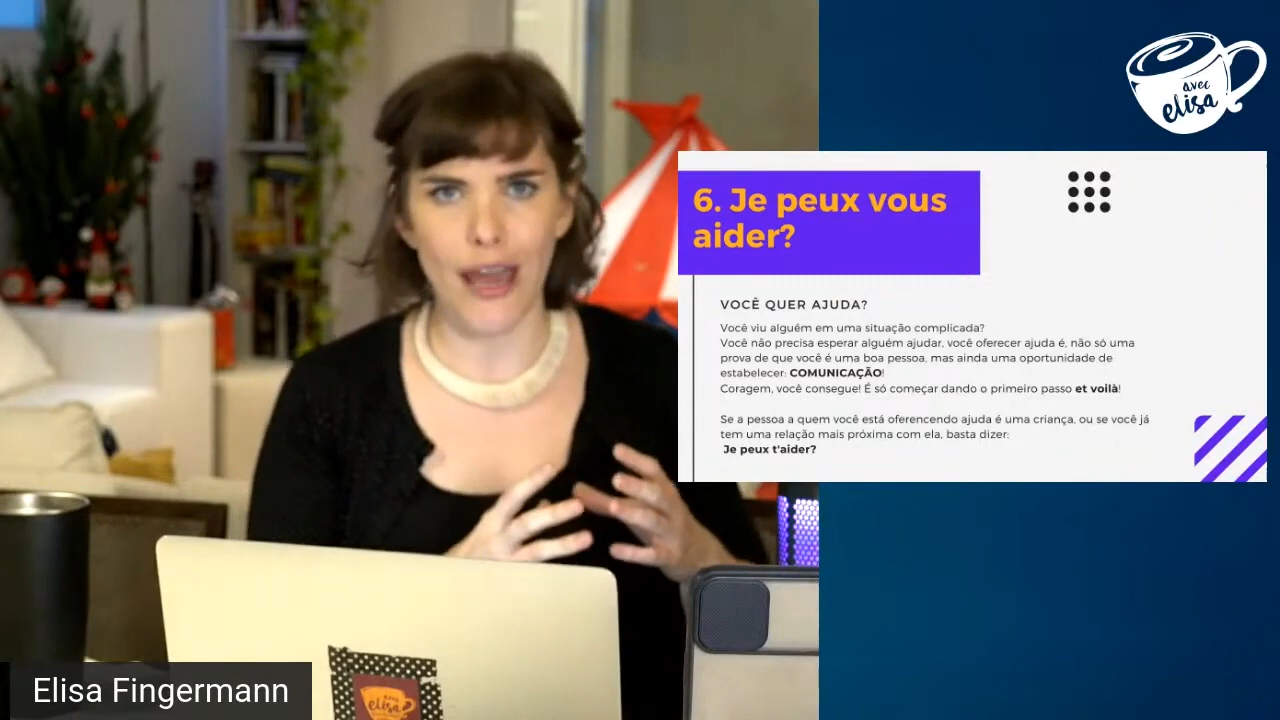 avec
elisa
6. Je peux vous
aider?
VOCÊ QUER AJUDA?
Você viu alguém em uma situação complicada?
Você não precisa esperar alguém ajudar, você oferecer ajuda é, não só uma
prova de que você é uma boa pessoa, mas ainda uma oportunidade de
estabelecer: COMUNICAÇÃO!
Coragem, você consegue! É só começar dando o primeiro passo et voilà!
Se a pessoa a quem você está oferencendo ajuda é uma criança, ou se você já
tem uma relação mais próxima com ela, basta dizer:
Je peux t'aider?
Elisa Fingermann
avec
elisa